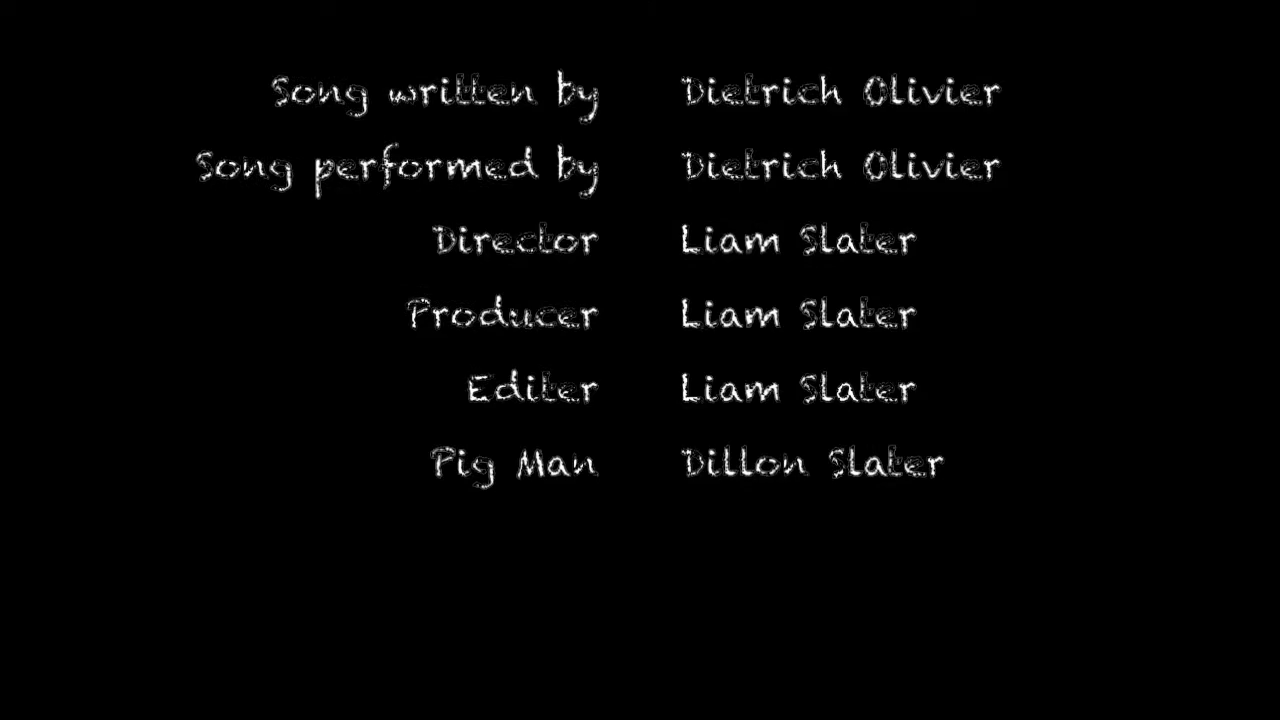 Song written by Dietrich Olivier
Song performed by Dietrich Olivier
Director Liam Slater
Producer Liam Slater
Editer Liam Slater
Pig Man Dillon Slater